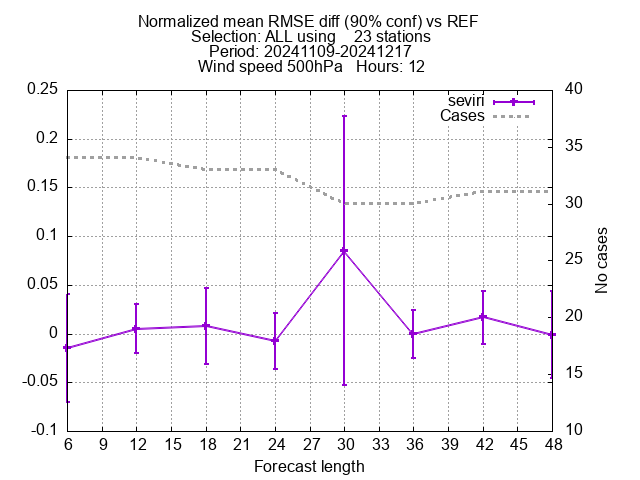 Normalized mean RMSE diff (90% conf) vs REF
Selection: ALL using    23 stations
Period: 20241109-20241217
Wind speed 500hPa   Hours: 12
0.25
0.2
0.15
0.1
0.05
0
-0.05
-0.1
40
35
30
25
20
15
10
seviri
Cases
No cases
6 9 12 15 18 21 24 27 30 33 36 39 42 45 48
Forecast length